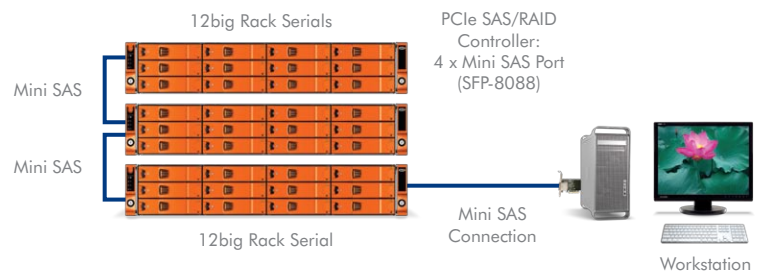 12big Rack Serials
PCIe SAS/RAID
Controller:
4 x Mini SAS Port
(SFP-8088)
Mini SAS
Mini SAS
12big Rack Serial
Mini SAS
Connection
Workstation